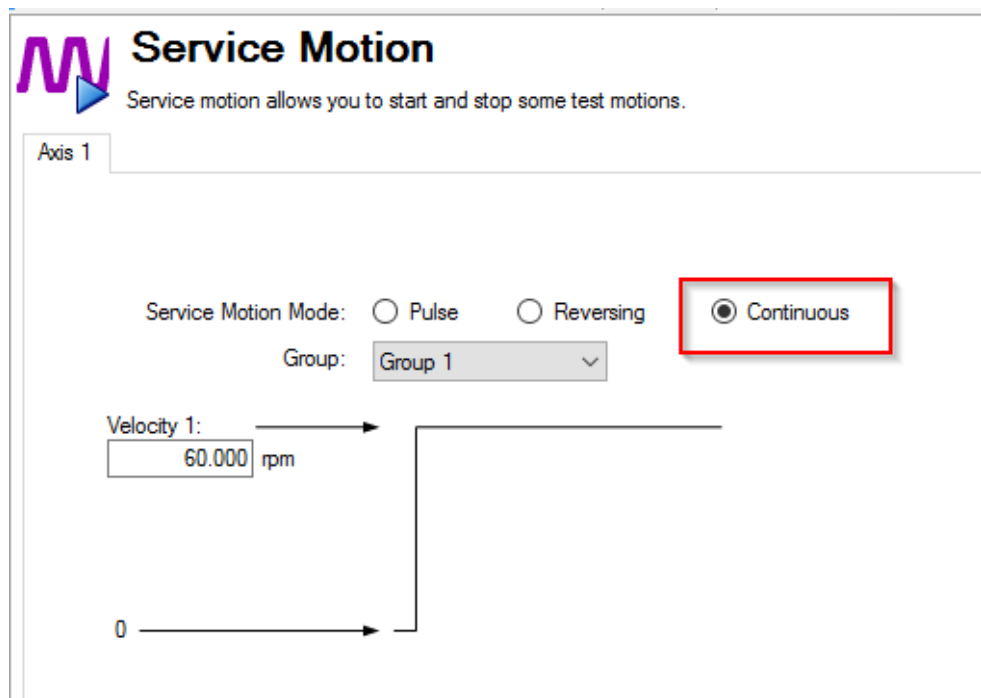 Service Motion
Service motion allows you to start and stop some test motions.
Axis 1
Service Motion Mode: Pulse Reversing Continuous
Group: Group 1
Velocity 1:
60.000 rpm
0